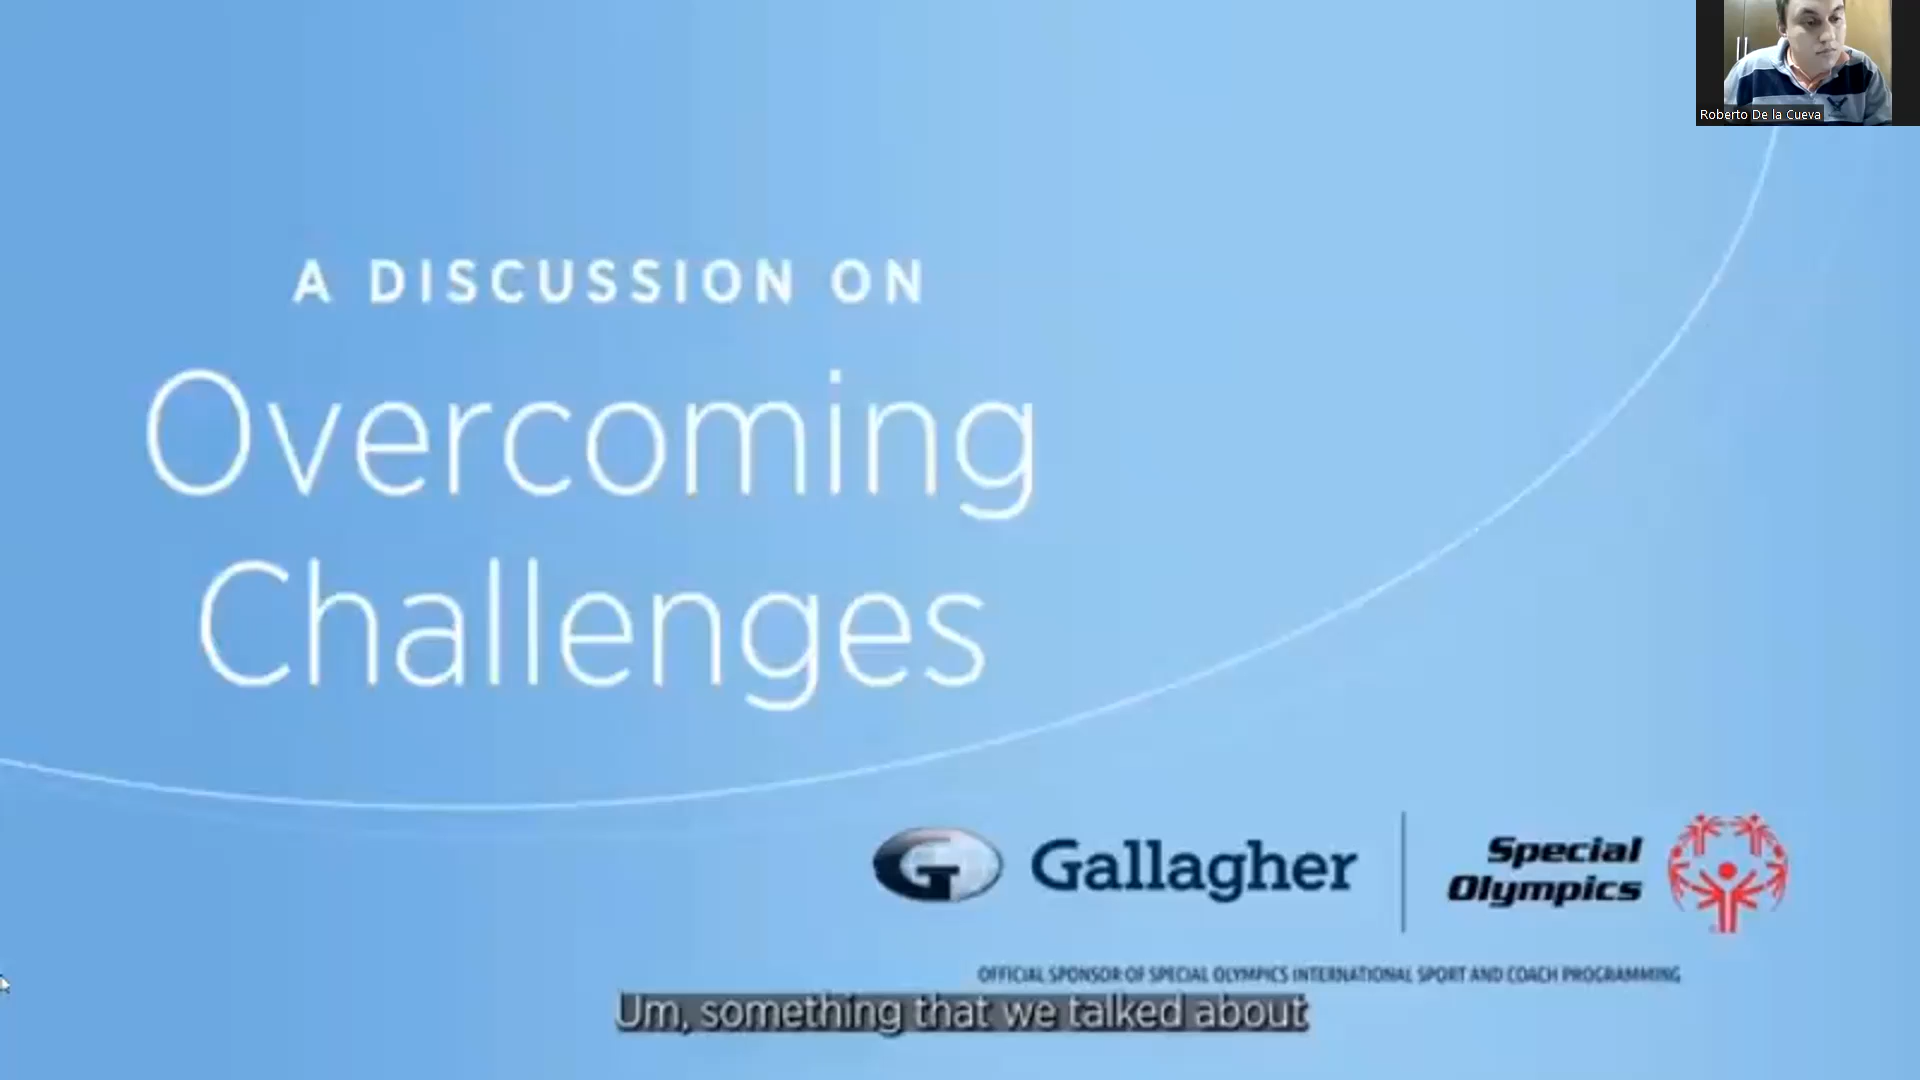 Roberto De la Cueva
A DISCUSSION ON
Overcoming
Challenges
G Gallagher
Special
Olympics
OFFICIAL SPONSOR OF SPECIAL OLYMPICS INTERNATIONAL SPORT AND COACH PROGRAMMING
Um, something that we talked about